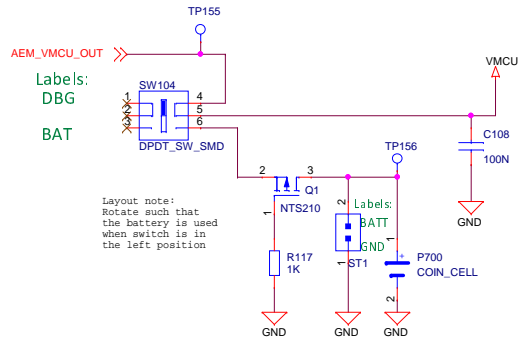 TP155
AEM_VMCU_OUT
VMCU
Labels:
DBG
BAT
SW104
1 4
2 5
3 6
DPDT_SW_SMD
C108
100N
GND
TP156
2 3
Q1
NTS210
1
Layout note:
Rotate such that
the battery is used
when switch is in
the left position
R117
1K
GND
2
Labels:
BATT
GND
1
ST1
GND
1
+
P700
COIN_CELL
2
GND